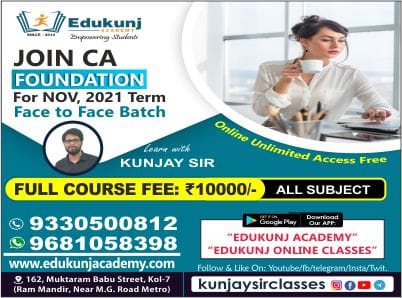 Edukunj
ACADEMY
SINCE - 2014
Empowering Students
JOIN CA
FOUNDATION
For NOV, 2021 Term
Face to Face Batch
Learn with
KUNJAY SIR
Online Unlimited Access Free
FULL COURSE FEE: ₹10000/-
ALL SUBJECT
9330500812
9681058398
www.edukunjacademy.com
162, Muktaram Babu Street, Kol-7
(Ram Mandir, Near M.G. Road Metro)
GET IT ON
Google Play
Download
Our APP:
"EDUKUNJ ACADEMY"
"EDUKUNJ ONLINE CLASSES"
Follow & Like On: Youtube/fb/telegram/Insta/Twit.
kunjaysirclasses